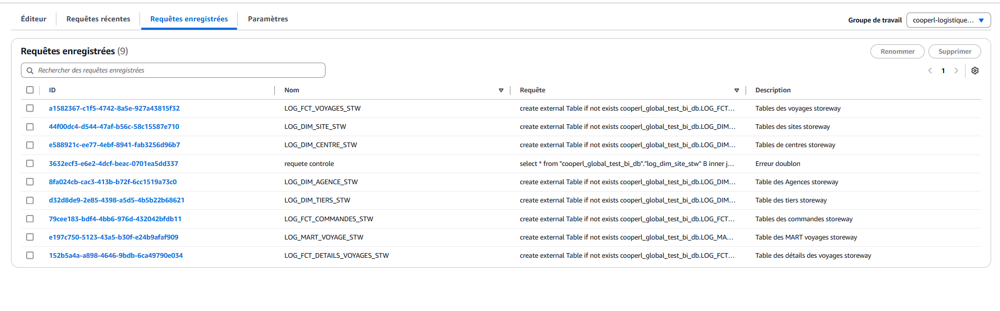 Éditeur Requêtes récentes Requêtes enregistrées Paramètres Groupe de travail cooperl-logistique...
Requêtes enregistrées (9) Renommer Supprimer
Rechercher des requêtes enregistrées 1
ID Nom Requête Description
a1582367-c1f5-4742-8a5e-927a43815f32 LOG_FCT_VOYAGES_STW create external Table if not exists cooperl_global_test_bi_db.LOG_FCT... Tables des voyages storeway
44f00dc4-d544-47af-b56c-58c15587e710 LOG_DIM_SITE_STW create external Table if not exists cooperl_global_test_bi_db.LOG_DIM... Tables des sites storeway
e588921c-ee77-4ebf-8941-fab3256d96b7 LOG_DIM_CENTRE_STW create external Table if not exists cooperl_global_test_bi_db.LOG_DIM... Tables de centres storeway
3632ecf3-e6e2-4dcf-beac-0701ea5dd337 requete controle select * from "cooperl_global_test_bi_db"."log_dim_site_stw" B inner j... Erreur doublon
8fa024cb-cac3-413b-b72f-6cc1519a73c0 LOG_DIM_AGENCE_STW create external Table if not exists cooperl_global_test_bi_db.LOG_DIM... Table des Agences storeway
d32d8de9-2e85-4398-a5d5-4b5b22b68621 LOG_DIM_TIERS_STW create external Table if not exists cooperl_global_test_bi_db.LOG_DIM... Table des tiers storeway
79cee183-bdf4-4bb6-976d-432042bfdb11 LOG_FCT_COMMANDES_STW create external Table if not exists cooperl_global_test_bi_db.LOG_FCT... Tables des commandes storeway
e197c750-5123-43a5-b30f-e24b9afaf909 LOG_MART_VOYAGE_STW create external Table if not exists cooperl_global_test_bi_db.LOG_MA... Table des MART voyages storeway
152b5a4a-a898-4646-9bdb-6ca49790e034 LOG_FCT_DETAILS_VOYAGES_STW create external Table if not exists cooperl_global_test_bi_db.LOG_FCT... Table des détails des voyages storeway